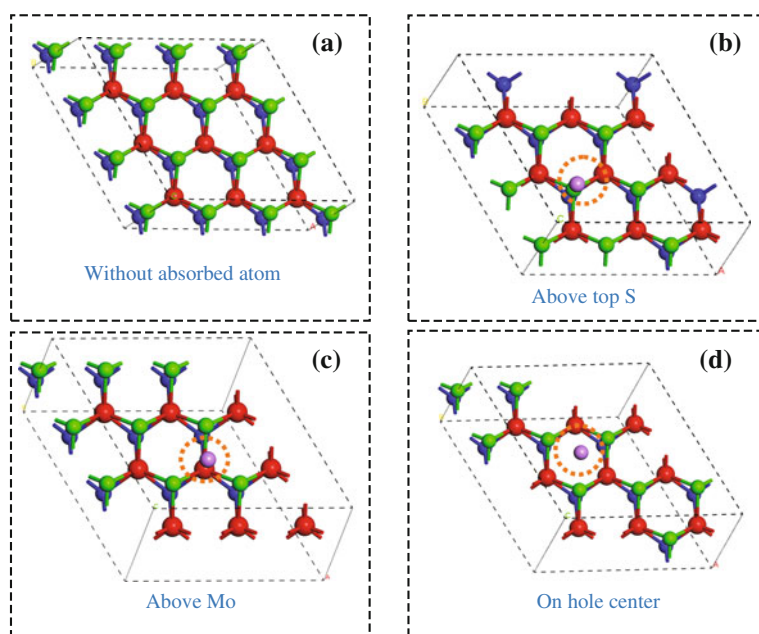 (a)
(b)
Without absorbed atom
Above top S
(c)
(d)
Above Mo
On hole center